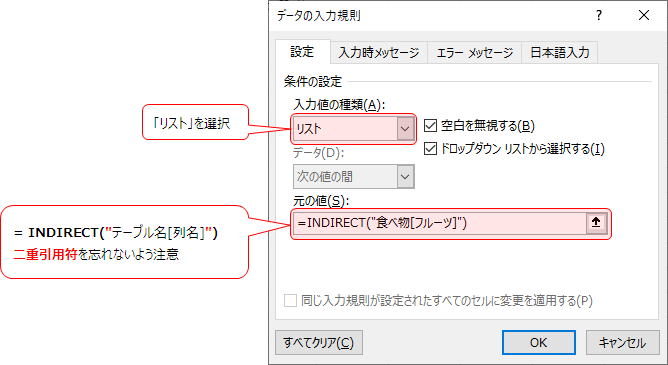 データの入力規則
設定
入力時メッセージ
エラー メッセージ
日本語入力
条件の設定
入力値の種類(A):
「リスト」を選択
リスト
空白を無視する(B)
ドロップダウン リストから選択する(I)
データ(D):
次の値の間
元の値(S):
= INDIRECT("テーブル名[列名]")
二重引用符を忘れないよう注意
=INDIRECT("食べ物[フルーツ]")
同じ入力規則が設定されたすべてのセルに変更を適用する(P)
すべてクリア(C)
OK
キャンセル